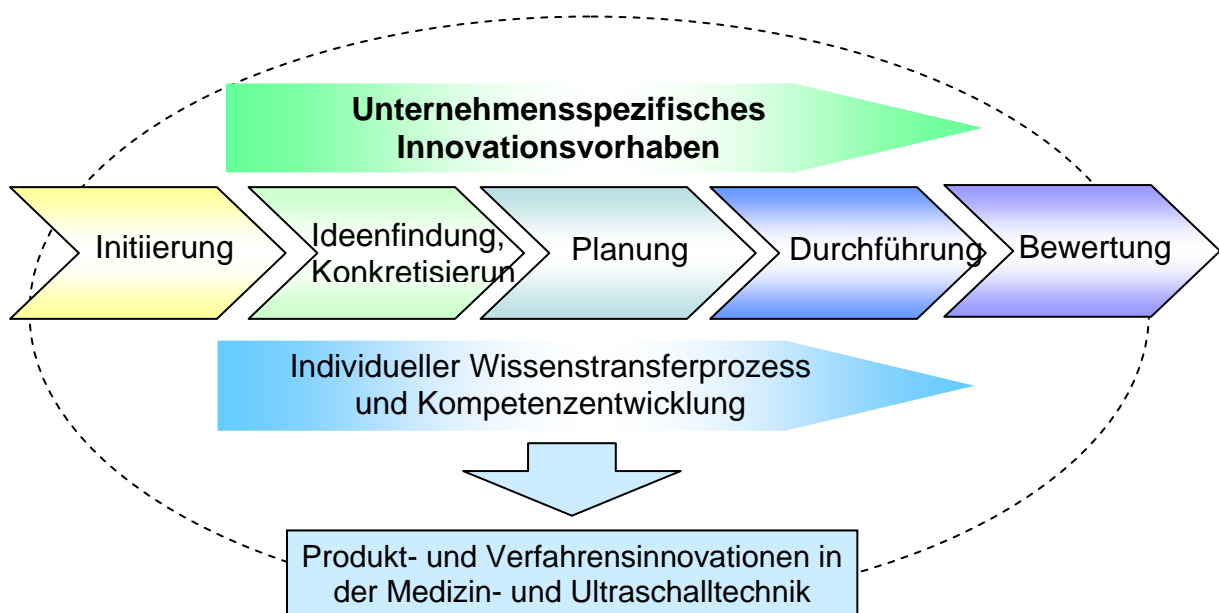 Unternehmensspezifisches
Innovationsvorhaben
Initiierung
Ideenfindung,
Konkretisierun
Planung
Durchführung
Bewertung
Individueller Wissenstransferprozess
und Kompetenzentwicklung
Produkt- und Verfahrensinnovationen in
der Medizin- und Ultraschalltechnik